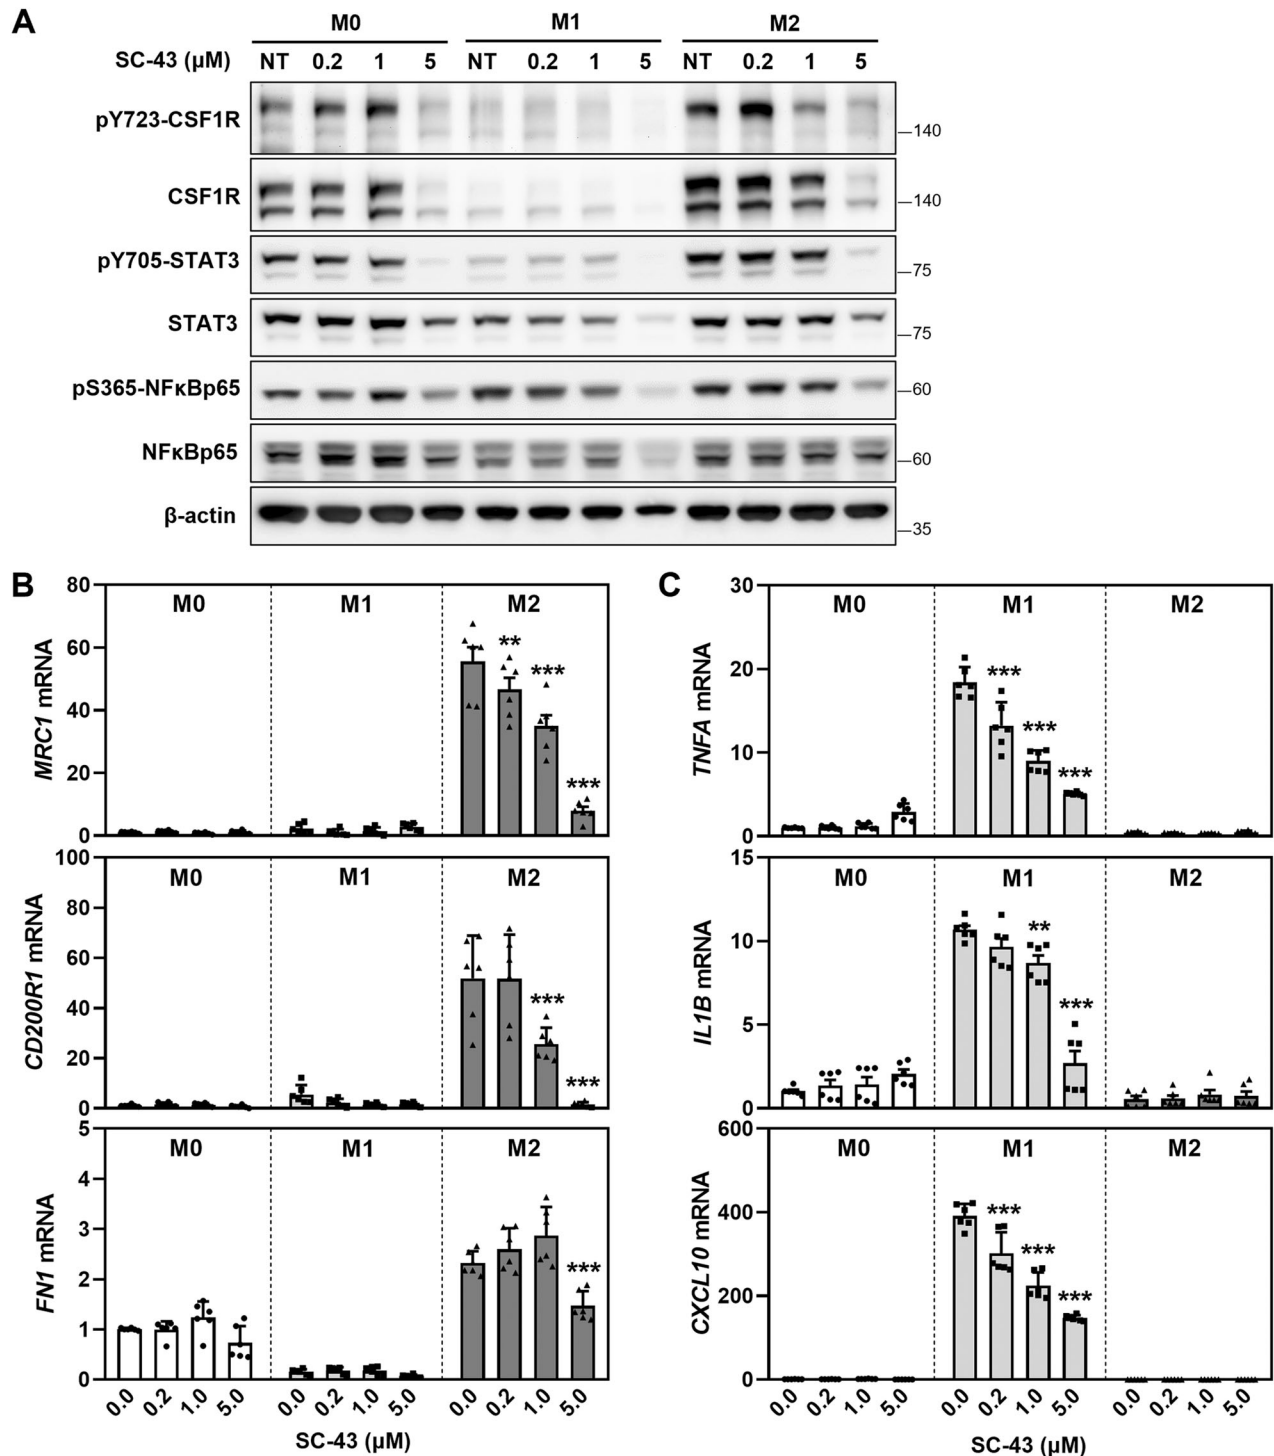 A
M0 M1 M2
SC-43 (µM) NT 0.2 1 5 NT 0.2 1 5 NT 0.2 1 5
pY723-CSF1R 140
CSF1R 140
pY705-STAT3 75
STAT3 75
pS365-NFκBp65 60
NFκBp65 60
β-actin 35
B
MRC1 mRNA
80
60
40
20
0
M0 M1 M2
** *** ***
CD200R1 mRNA
100
80
60
40
20
0
M0 M1 M2
*** ***
FN1 mRNA
5
4
3
2
1
0
M0 M1 M2
***
0.0 0.2 1.0 5.0 0.0 0.2 1.0 5.0 0.0 0.2 1.0 5.0
SC-43 (µM)
C
TNFA mRNA
30
20
10
0
M0 M1 M2
*** *** ***
IL1B mRNA
15
10
5
0
M0 M1 M2
** ***
CXCL10 mRNA
600
400
200
0
M0 M1 M2
*** *** ***
0.0 0.2 1.0 5.0 0.0 0.2 1.0 5.0 0.0 0.2 1.0 5.0
SC-43 (µM)